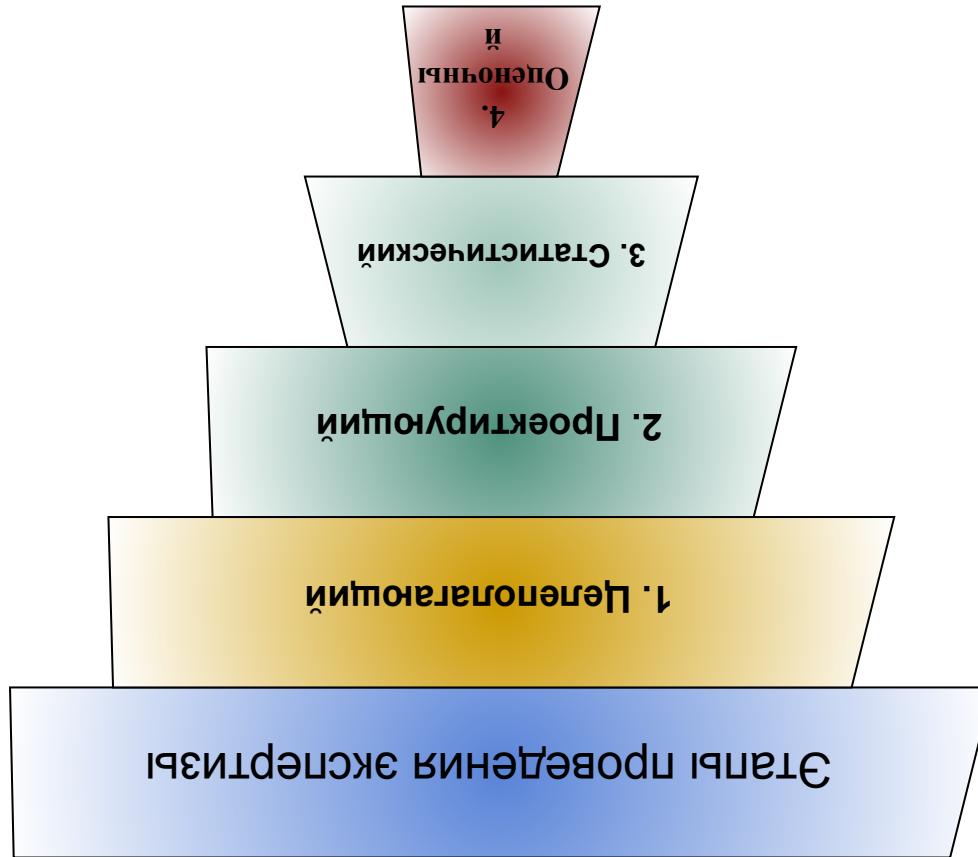 Этапы проведения экспертизы
1. Целеполагающий
2. Проектирующий
3. Статистический
4.
Оценочны
й